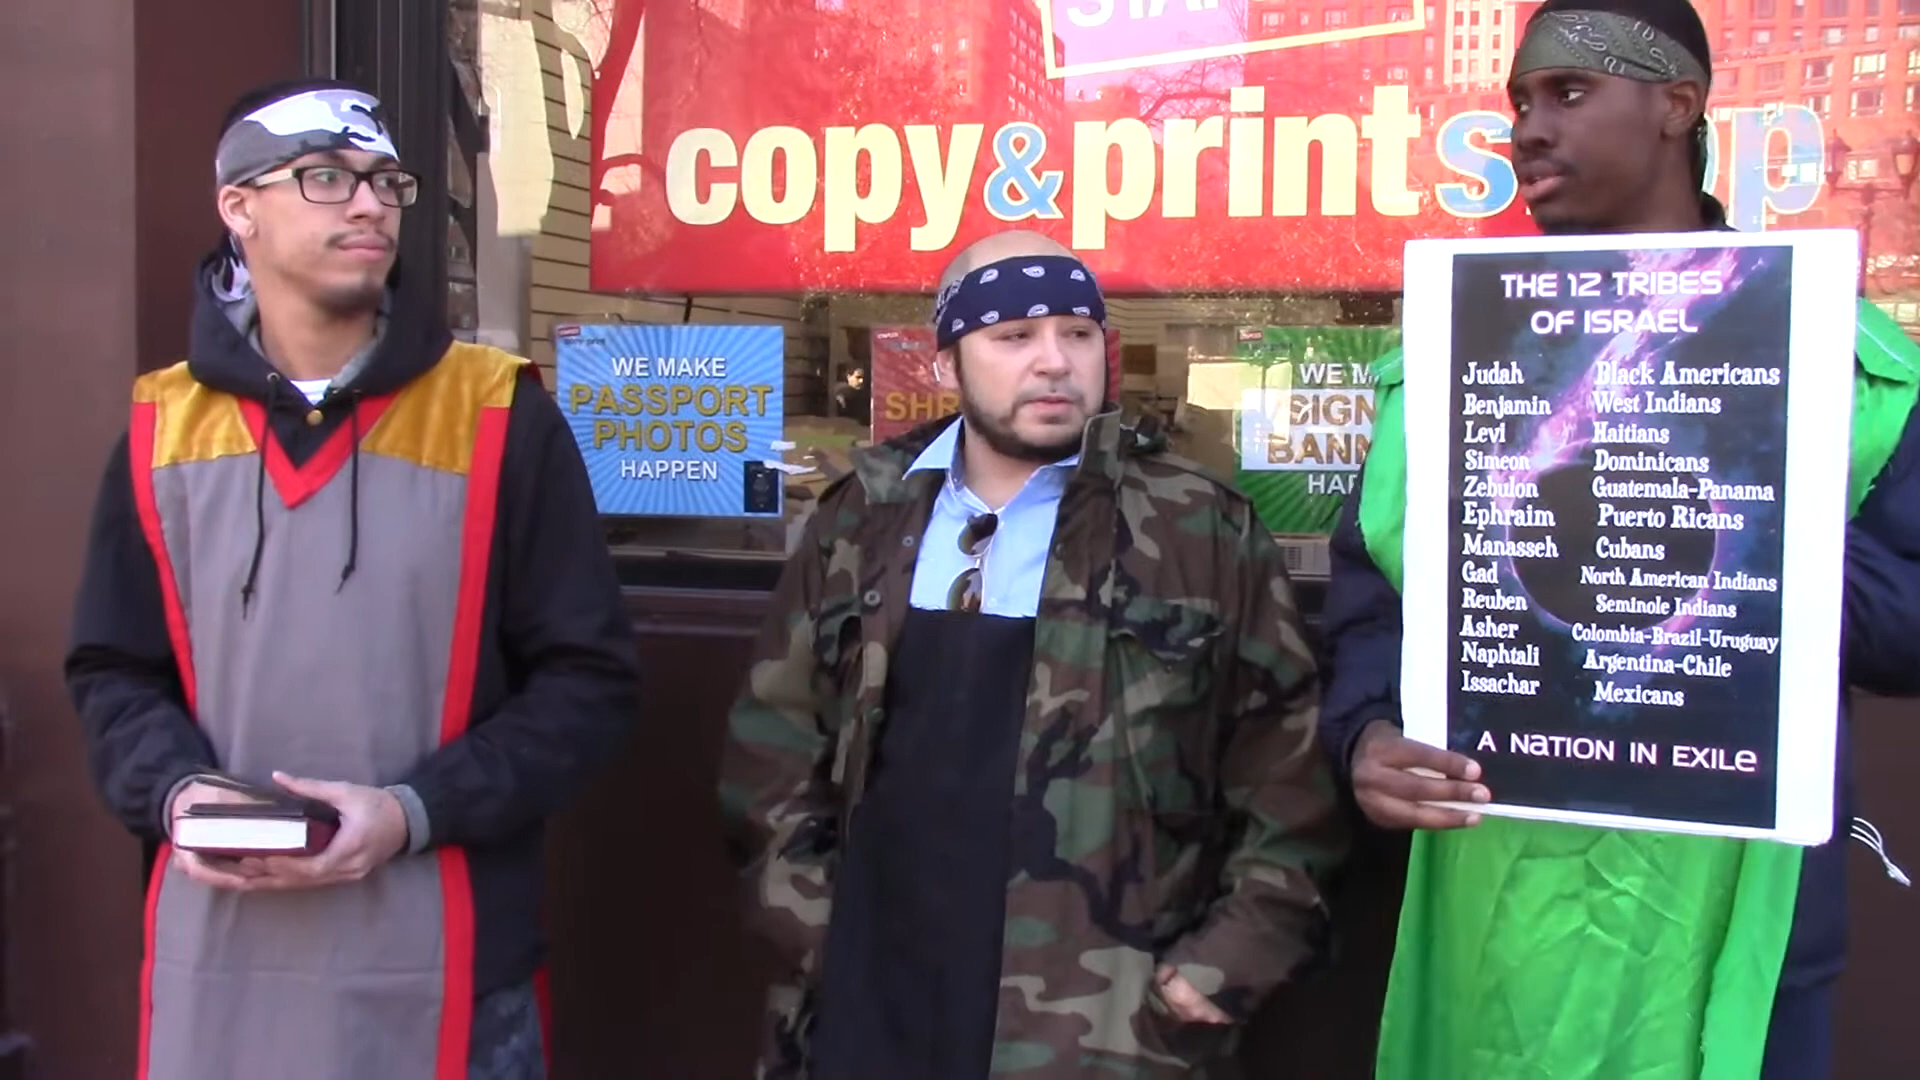 copy&print
WE MAKE
PASSPORT
PHOTOS
HAPPEN
WE
SIGN
THE 12 TRIBES
OF ISRAEL
Judah Black Americans
Benjamin West Indians
Levi Haitians
Simeon Dominicans
Zebulon Guatemala-Panama
Ephraim Puerto Ricans
Manasseh Cubans
Gad North American Indians
Reuben Seminole Indians
Asher Colombia-Brazil-Uruguay
Naphtali Argentina-Chile
Issachar Mexicans
A NATION IN EXILE